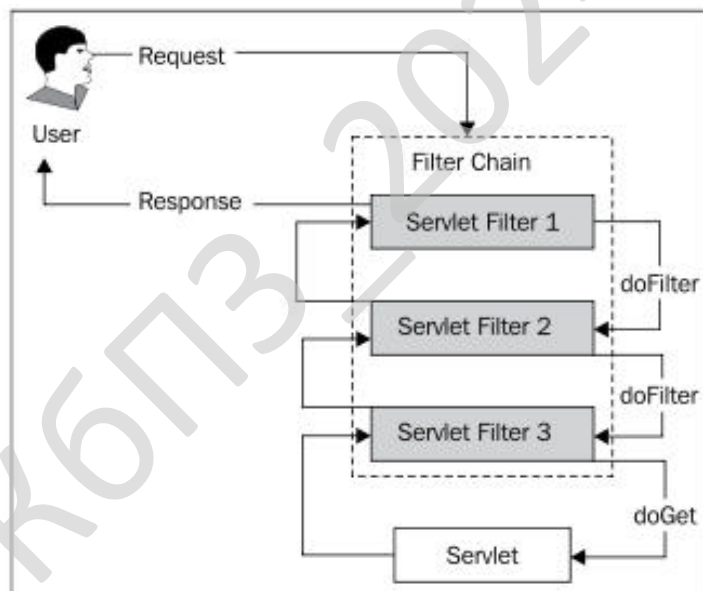 Request
User
Filter Chain
Response
Servlet Filter 1
doFilter
Servlet Filter 2
doFilter
Servlet Filter 3
doGet
Servlet